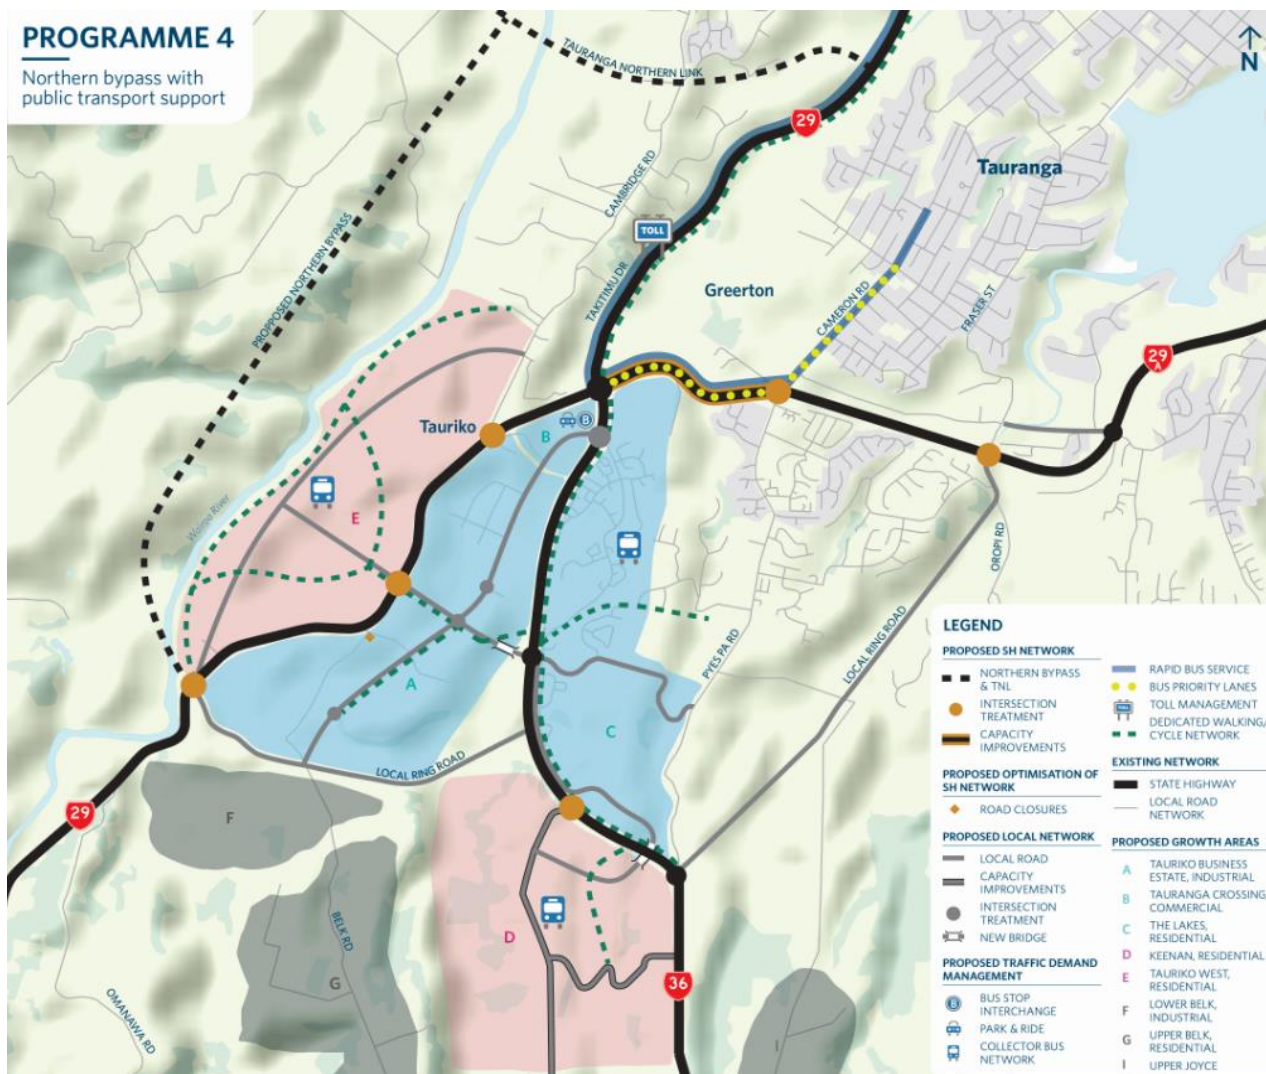 PROGRAMME 4
Northern bypass with
public transport support
N
TAURANGA NORTHERN LINK
29
CAMBRIDGE RD
Tauranga
TOLL
PROPPOSED NORTHERN BYPASS
TAKITIMU DR
Greerton
CAMERON RD
FRASER ST
29
A
Tauriko
B
B
Wairoa River
E
OROPI RD
PYES PA RD
LOCAL RING ROAD
A
C
LOCAL RING ROAD
29
F
BELK RD
D
G
36
OMANAWA RD
I
LEGEND
PROPOSED SH NETWORK
NORTHERN BYPASS
& TNL
INTERSECTION
TREATMENT
CAPACITY
IMPROVEMENTS
PROPOSED OPTIMISATION OF
SH NETWORK
ROAD CLOSURES
PROPOSED LOCAL NETWORK
LOCAL ROAD
CAPACITY
IMPROVEMENTS
INTERSECTION
TREATMENT
NEW BRIDGE
PROPOSED TRAFFIC DEMAND
MANAGEMENT
B
BUS STOP
INTERCHANGE
PARK & RIDE
COLLECTOR BUS
NETWORK
RAPID BUS SERVICE
BUS PRIORITY LANES
TOLL
TOLL MANAGEMENT
DEDICATED WALKING/
CYCLE NETWORK
EXISTING NETWORK
STATE HIGHWAY
LOCAL ROAD
NETWORK
PROPOSED GROWTH AREAS
A TAURIKO BUSINESS
ESTATE, INDUSTRIAL
B TAURANGA CROSSING,
COMMERCIAL
C THE LAKES,
RESIDENTIAL
D KEENAN, RESIDENTIAL
E TAURIKO WEST,
RESIDENTIAL
F LOWER BELK,
INDUSTRIAL
G UPPER BELK,
RESIDENTIAL
I UPPER JOYCE